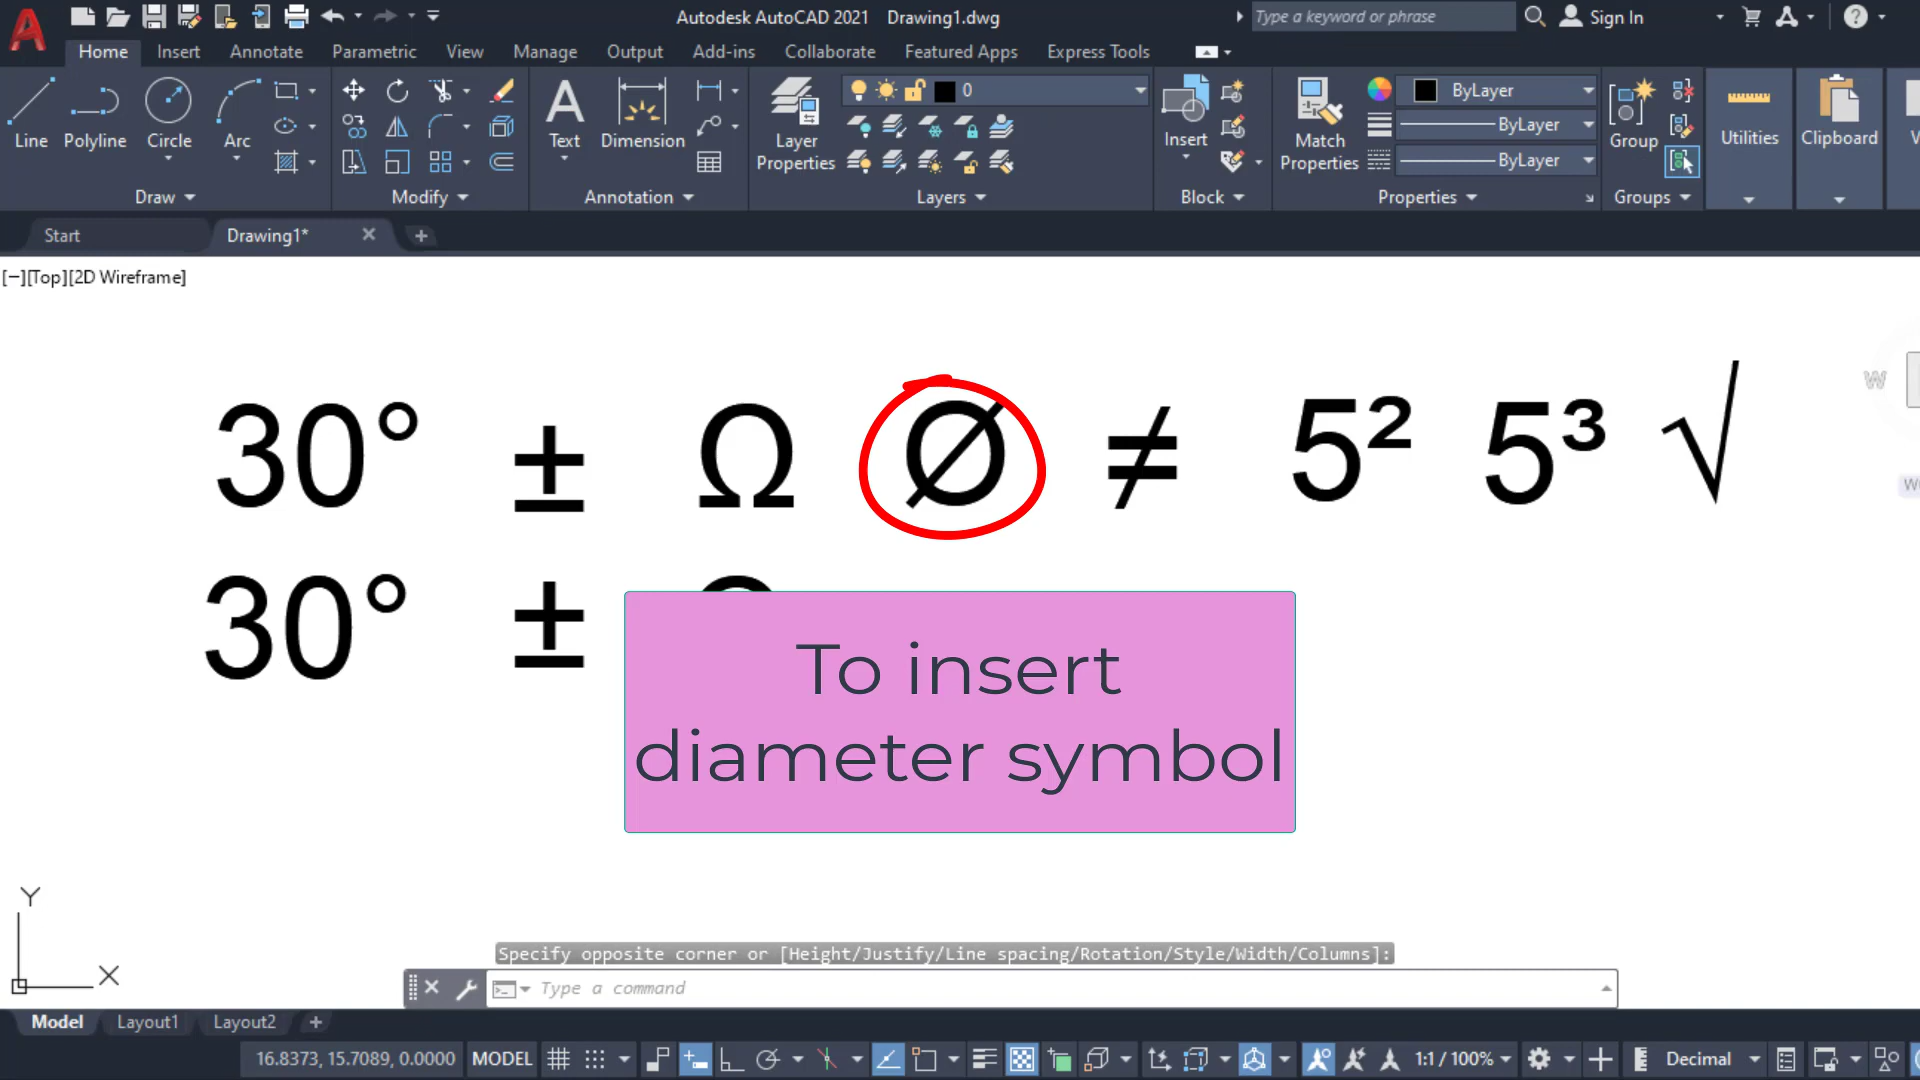 Autodesk AutoCAD 2021 Drawing1.dwg
Type a keyword or phrase
Sign In
Home Insert Annotate Parametric View Manage Output Add-ins Collaborate Featured Apps Express Tools
Line Polyline Circle Arc
Text Dimension
Layer Properties
0
Insert
Match Properties
ByLayer
ByLayer
ByLayer
Group
Utilities
Clipboard
Draw Modify Annotation Layers Block Properties Groups
Start Drawing1*
[−][Top][2D Wireframe]
W
30° ± Ω Ø ≠ 5² 5³ √
30° ±
To insert
diameter symbol
Y
X
Specify opposite corner or [Height/Justify/Line spacing/Rotation/Style/Width/Columns]:
Type a command
Model Layout1 Layout2 +
16.8373, 15.7089, 0.0000 MODEL 1:1 / 100% Decimal